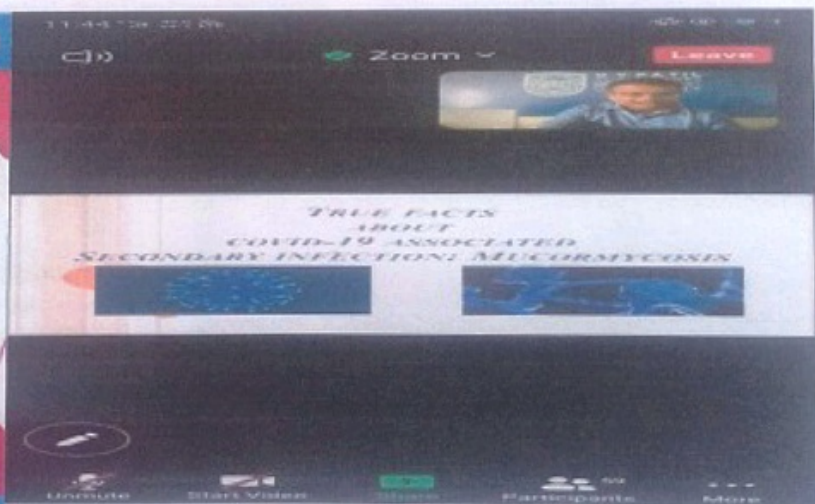 Zoom
Leave
TRUE FACTS
ABOUT
COVID-19 ASSOCIATED
SECONDARY INFECTION: MUCORMYCOSIS
Unmute
Start Video
Share
Participants
More